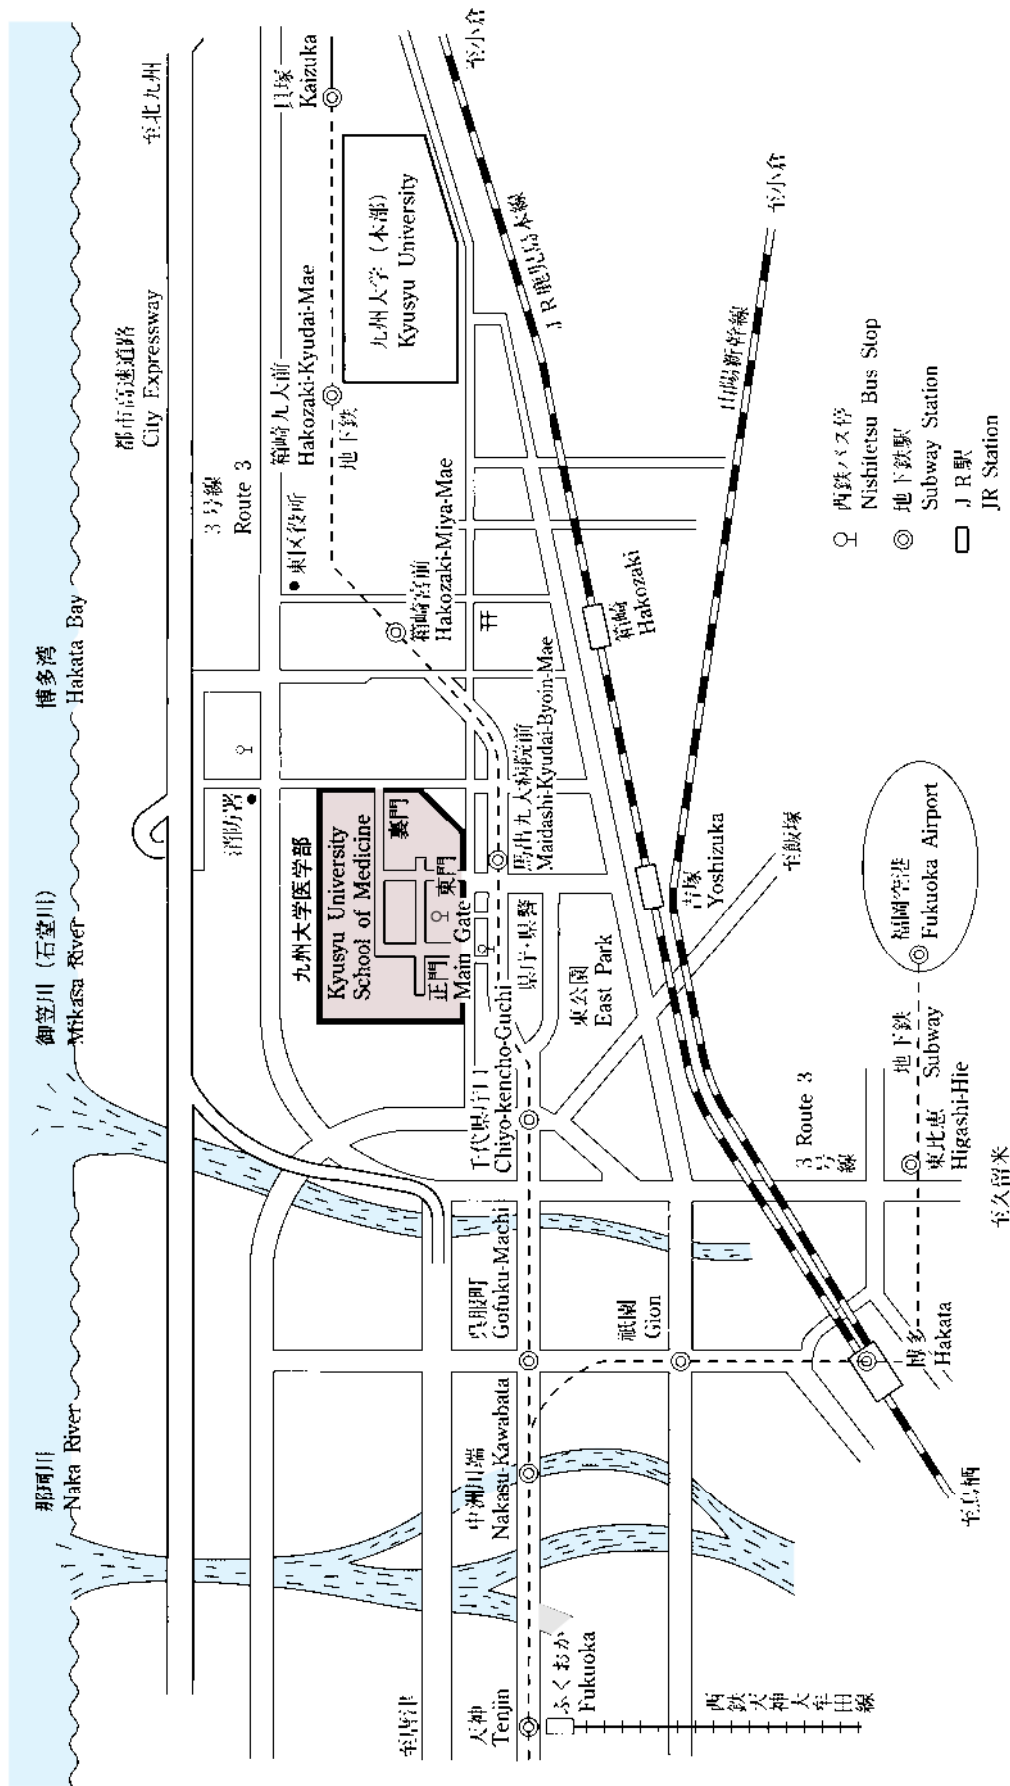 博多湾
Hakata Bay
那珂川
Naka River
御笠川（石堂川）
Mikasa River
都市高速道路
City Expressway
至北九州
3号線
Route 3
消防署
東区役所
貝塚
Kaizuka
箱崎九大前
Hakozaki-Kyudai-Mae
地下鉄
九州大学（本部）
Kyusyu University
箱崎宮前
Hakozaki-Miya-Mae
九州大学医学部
Kyusyu University
School of Medicine
裏門
東門
正門
Main Gate
馬出九大病院前
Maidashi-Kyudai-Byoin-Mae
県庁・県警
東公園
East Park
千代県庁口
Chiyo-kencho-Guchi
呉服町
Gofuku-Machi
中洲川端
Nakasu-Kawabata
天神
Tenjin
至唐津
ふくおか
Fukuoka
西鉄天神大牟田線
祇園
Gion
博多
Hakata
至鳥栖
3号線
Route 3
東比恵
Higashi-Hie
地下鉄
Subway
至久留米
福岡空港
Fukuoka Airport
吉塚
Yoshizuka
至飯塚
箱崎
Hakozaki
JR鹿児島本線
至小倉
山陽新幹線
至小倉
西鉄バス停
Nishitetsu Bus Stop
地下鉄駅
Subway Station
JR駅
JR Station